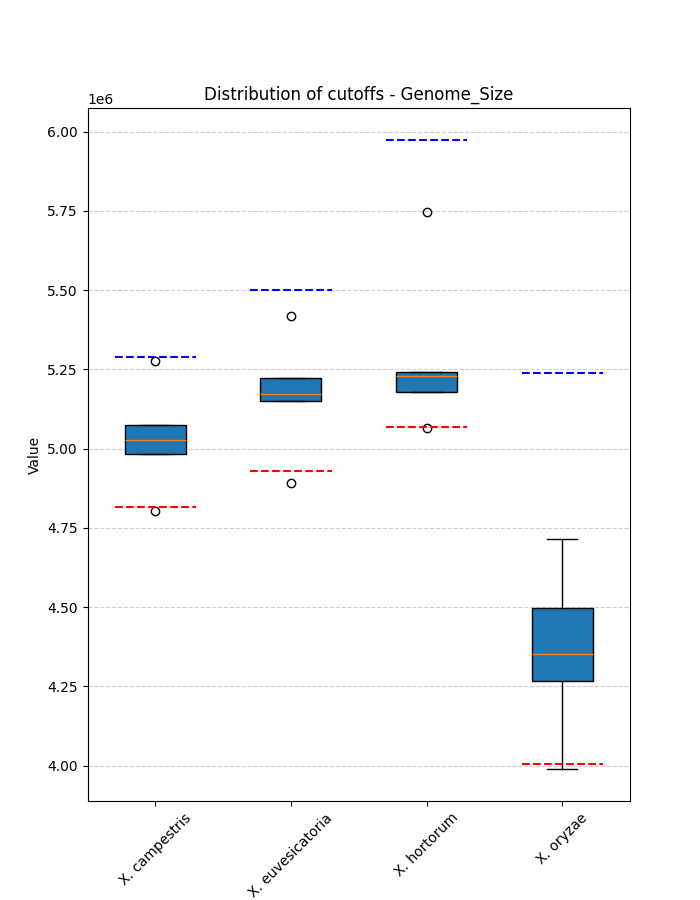 Distribution of cutoffs - Genome_Size
1e6
6.00
5.75
5.50
5.25
5.00
4.75
4.50
4.25
4.00
Value
X. campestris
X. euvesicatoria
X. hortorum
X. oryzae